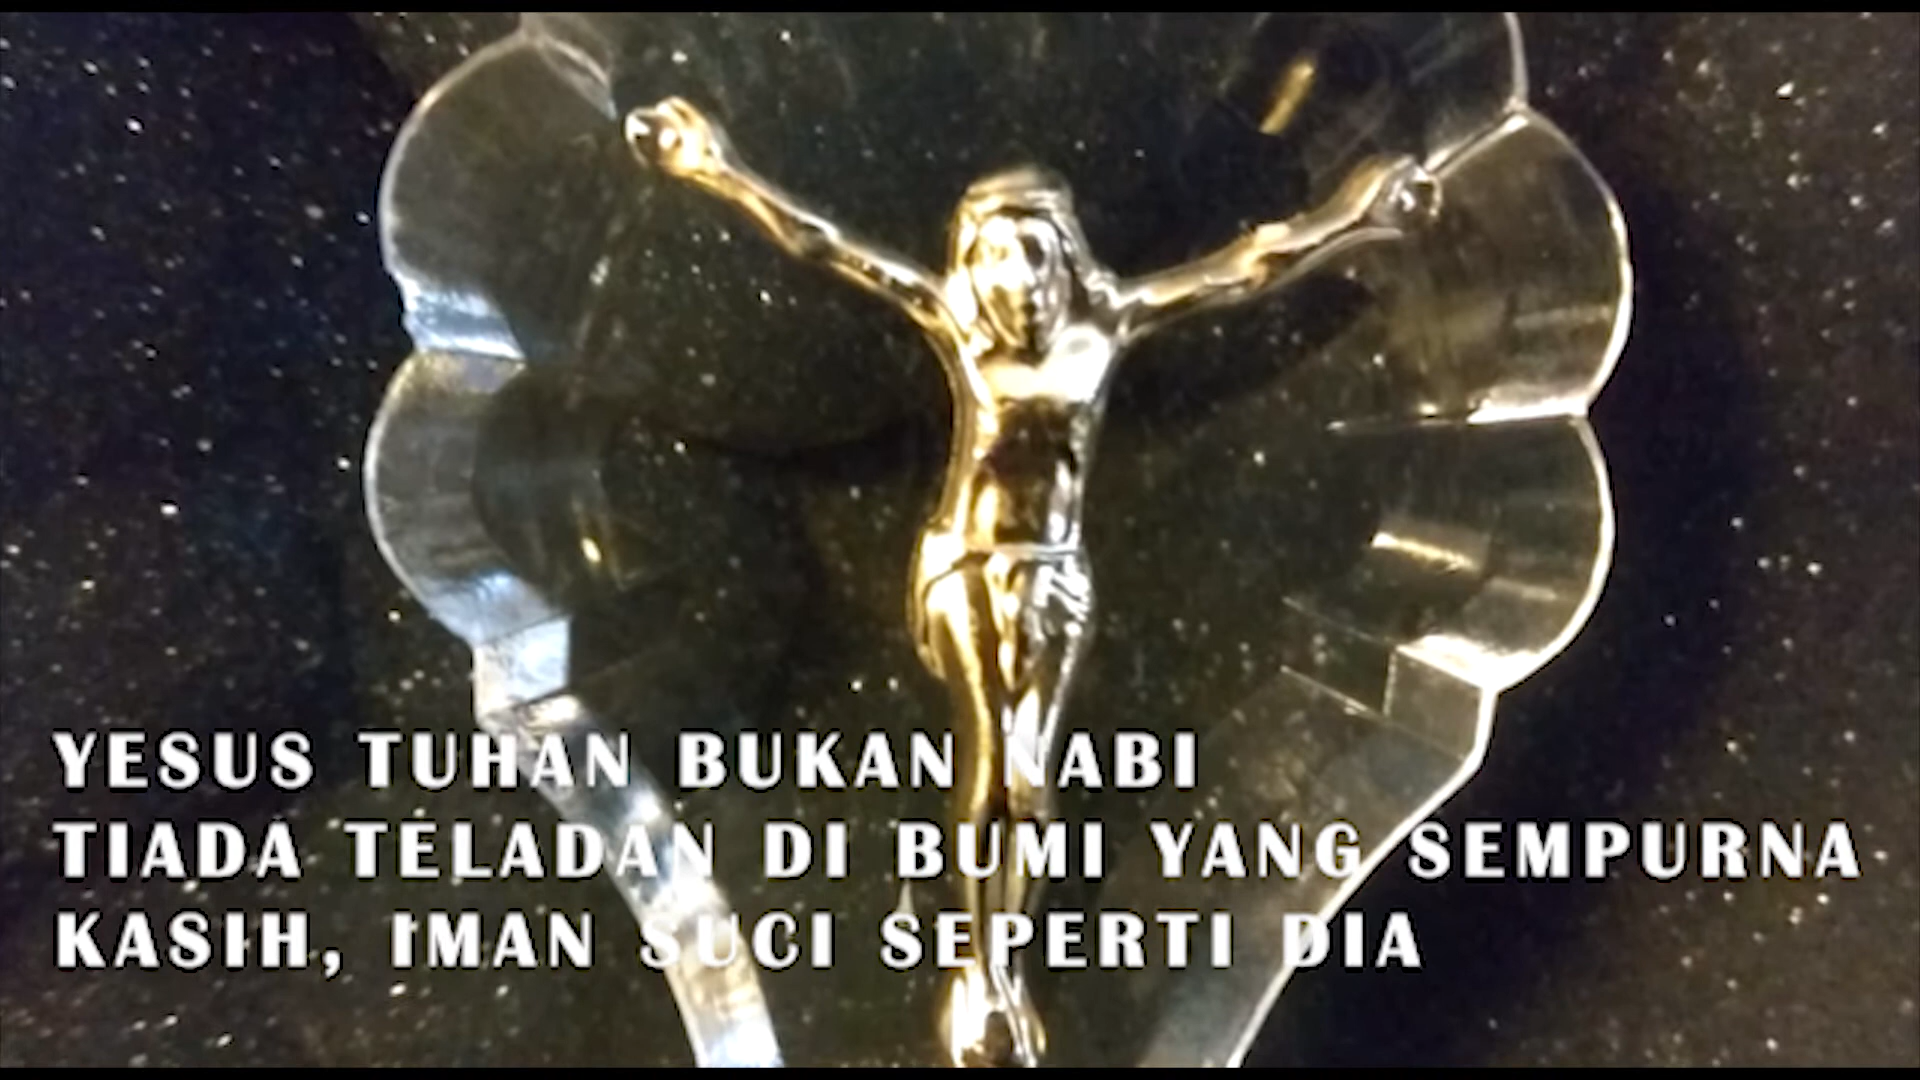 YESUS TUHAN BUKAN NABI
TIADA TELADAN DI BUMI YANG SEMPURNA
KASIH, IMAN SUCI SEPERTI DIA